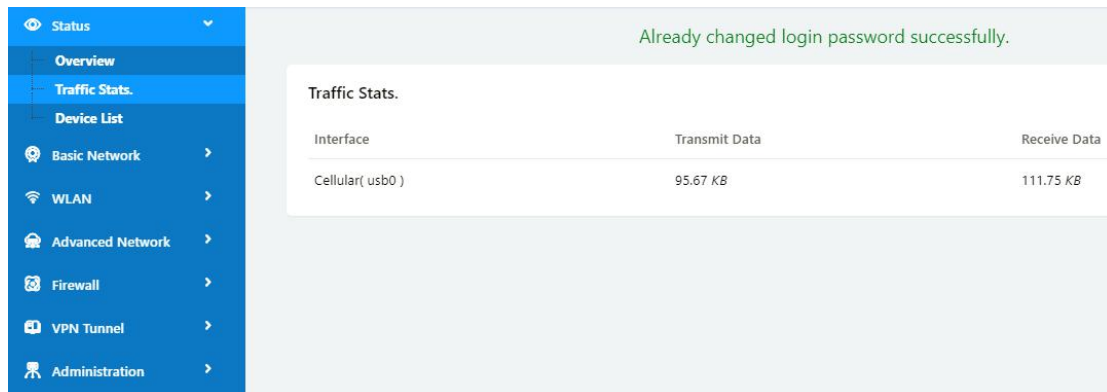 Status
Overview
Traffic Stats.
Device List
Basic Network
WLAN
Advanced Network
Firewall
VPN Tunnel
Administration
Already changed login password successfully.
Traffic Stats.
Interface Transmit Data Receive Data
Cellular( usb0 ) 95.67 KB 111.75 KB